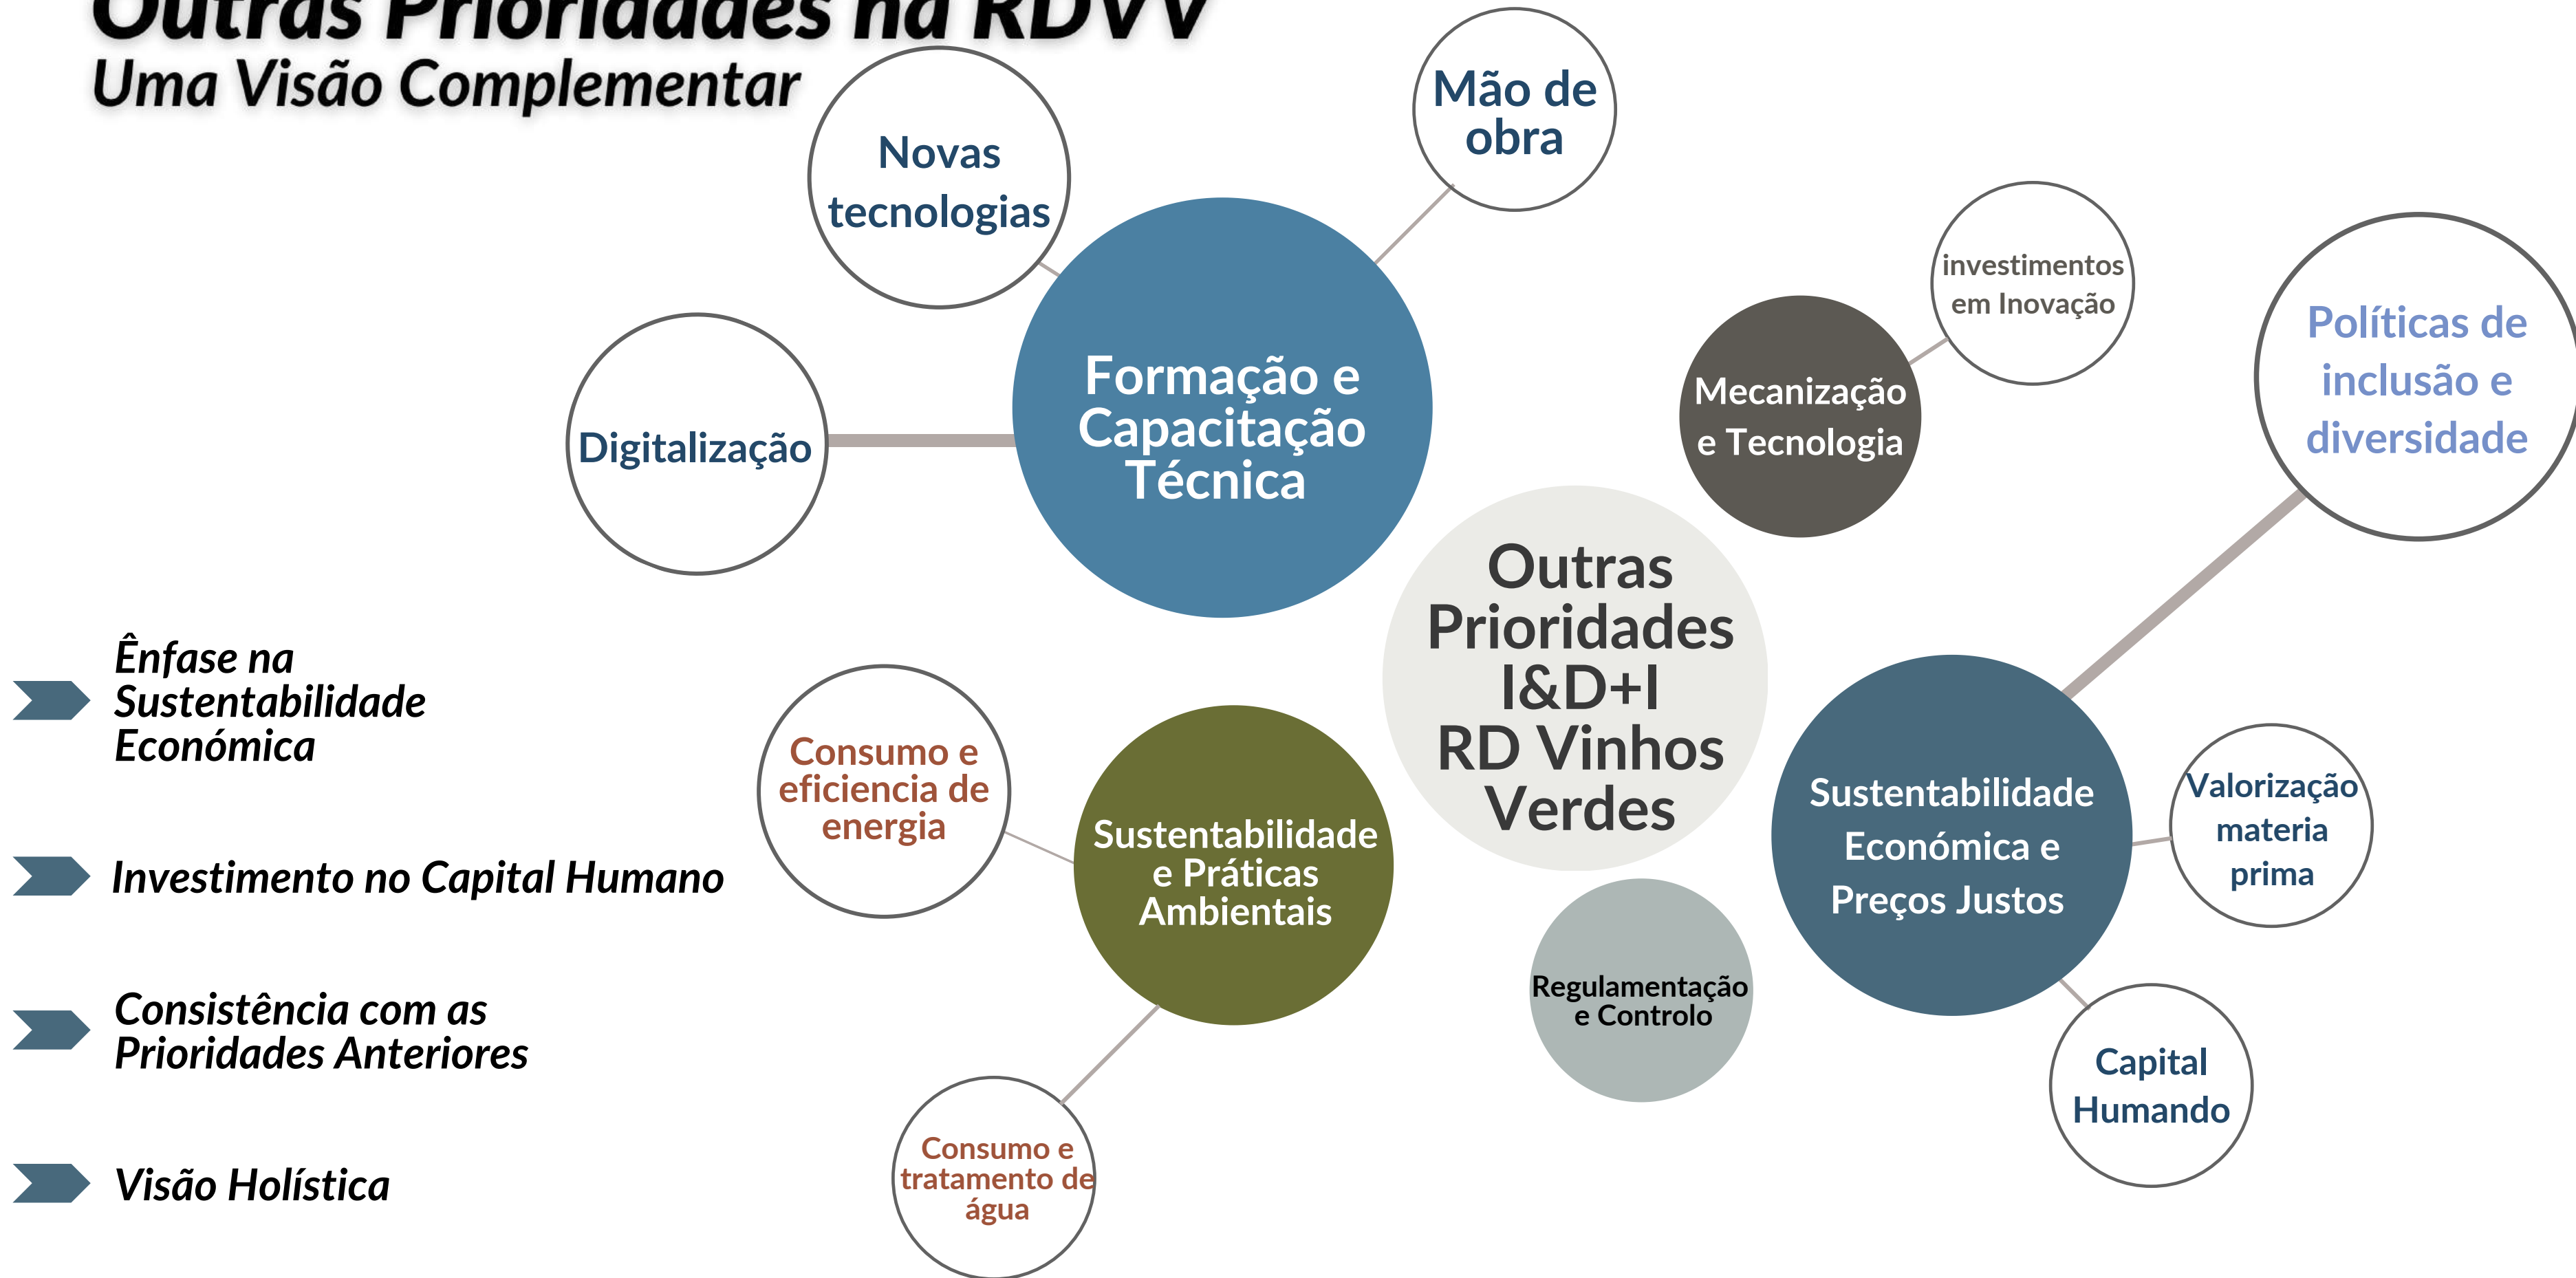 Outras Prioridades na RDVV
Uma Visão Complementar
Novas
tecnologias
Mão de
obra
Digitalização
Formação e
Capacitação
Técnica
investimentos
em Inovação
Mecanização
e Tecnologia
Políticas de
inclusão e
diversidade
Outras
Prioridades
I&D+I
RD Vinhos
Verdes
Ênfase na
Sustentabilidade
Económica
Investimento no Capital Humano
Consistência com as
Prioridades Anteriores
Visão Holística
Consumo e
eficiencia de
energia
Sustentabilidade
e Práticas
Ambientais
Consumo e
tratamento de
água
Regulamentação
e Controlo
Sustentabilidade
Económica e
Preços Justos
Valorização
materia
prima
Capital
Humando